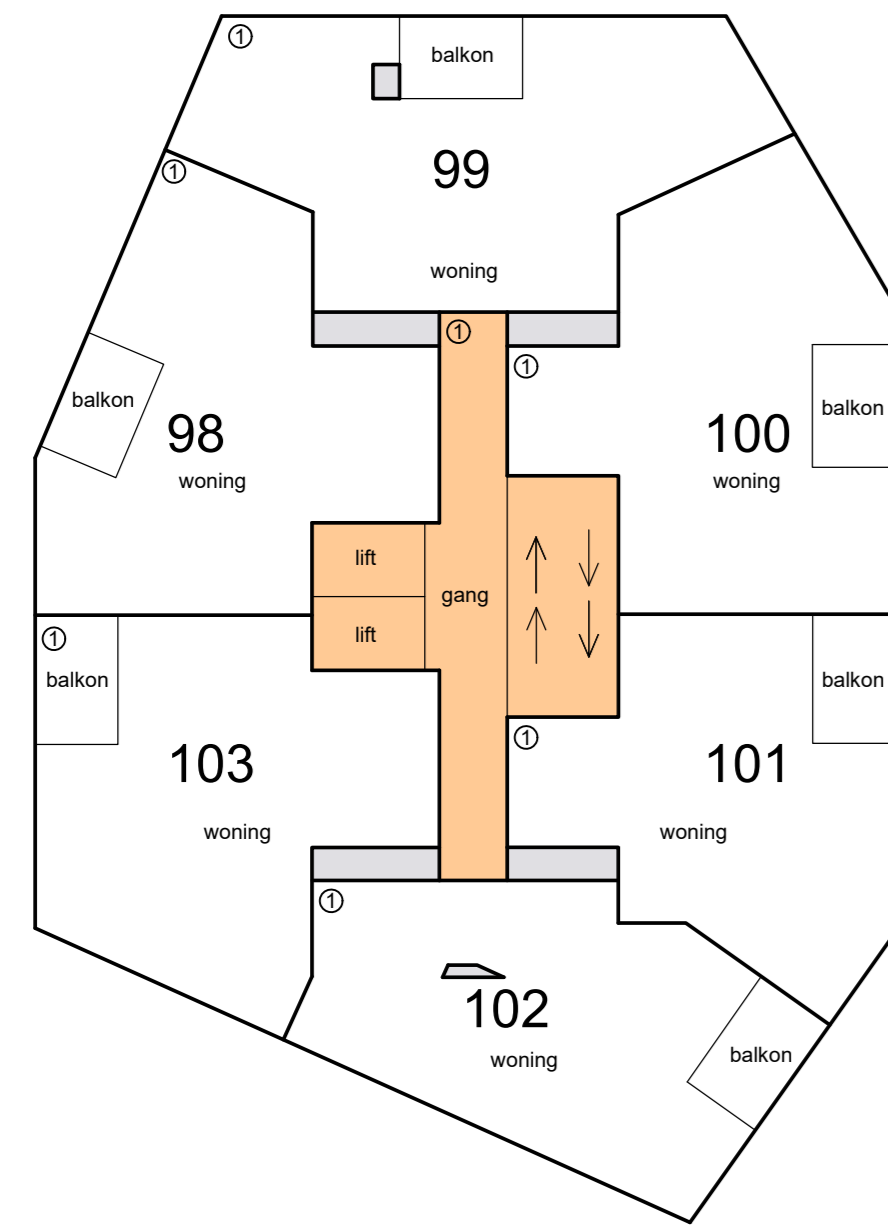 ①
balkon
99
①
woning
①
①
balkon
98
woning
100
woning
balkon
lift
gang
lift
①
balkon
balkon
①
103
woning
101
woning
①
102
woning
balkon